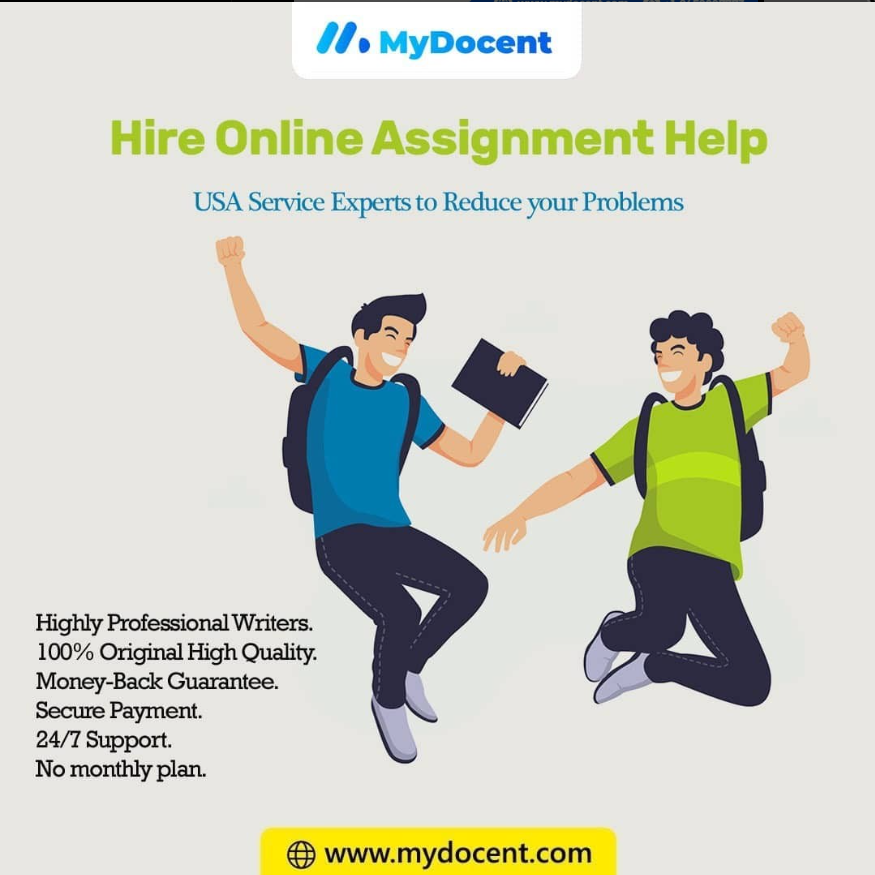 MyDocent
Hire Online Assignment Help
USA Service Experts to Reduce your Problems
Highly Professional Writers.
100% Original High Quality.
Money-Back Guarantee.
Secure Payment.
24/7 Support.
No monthly plan.
www.mydocent.com